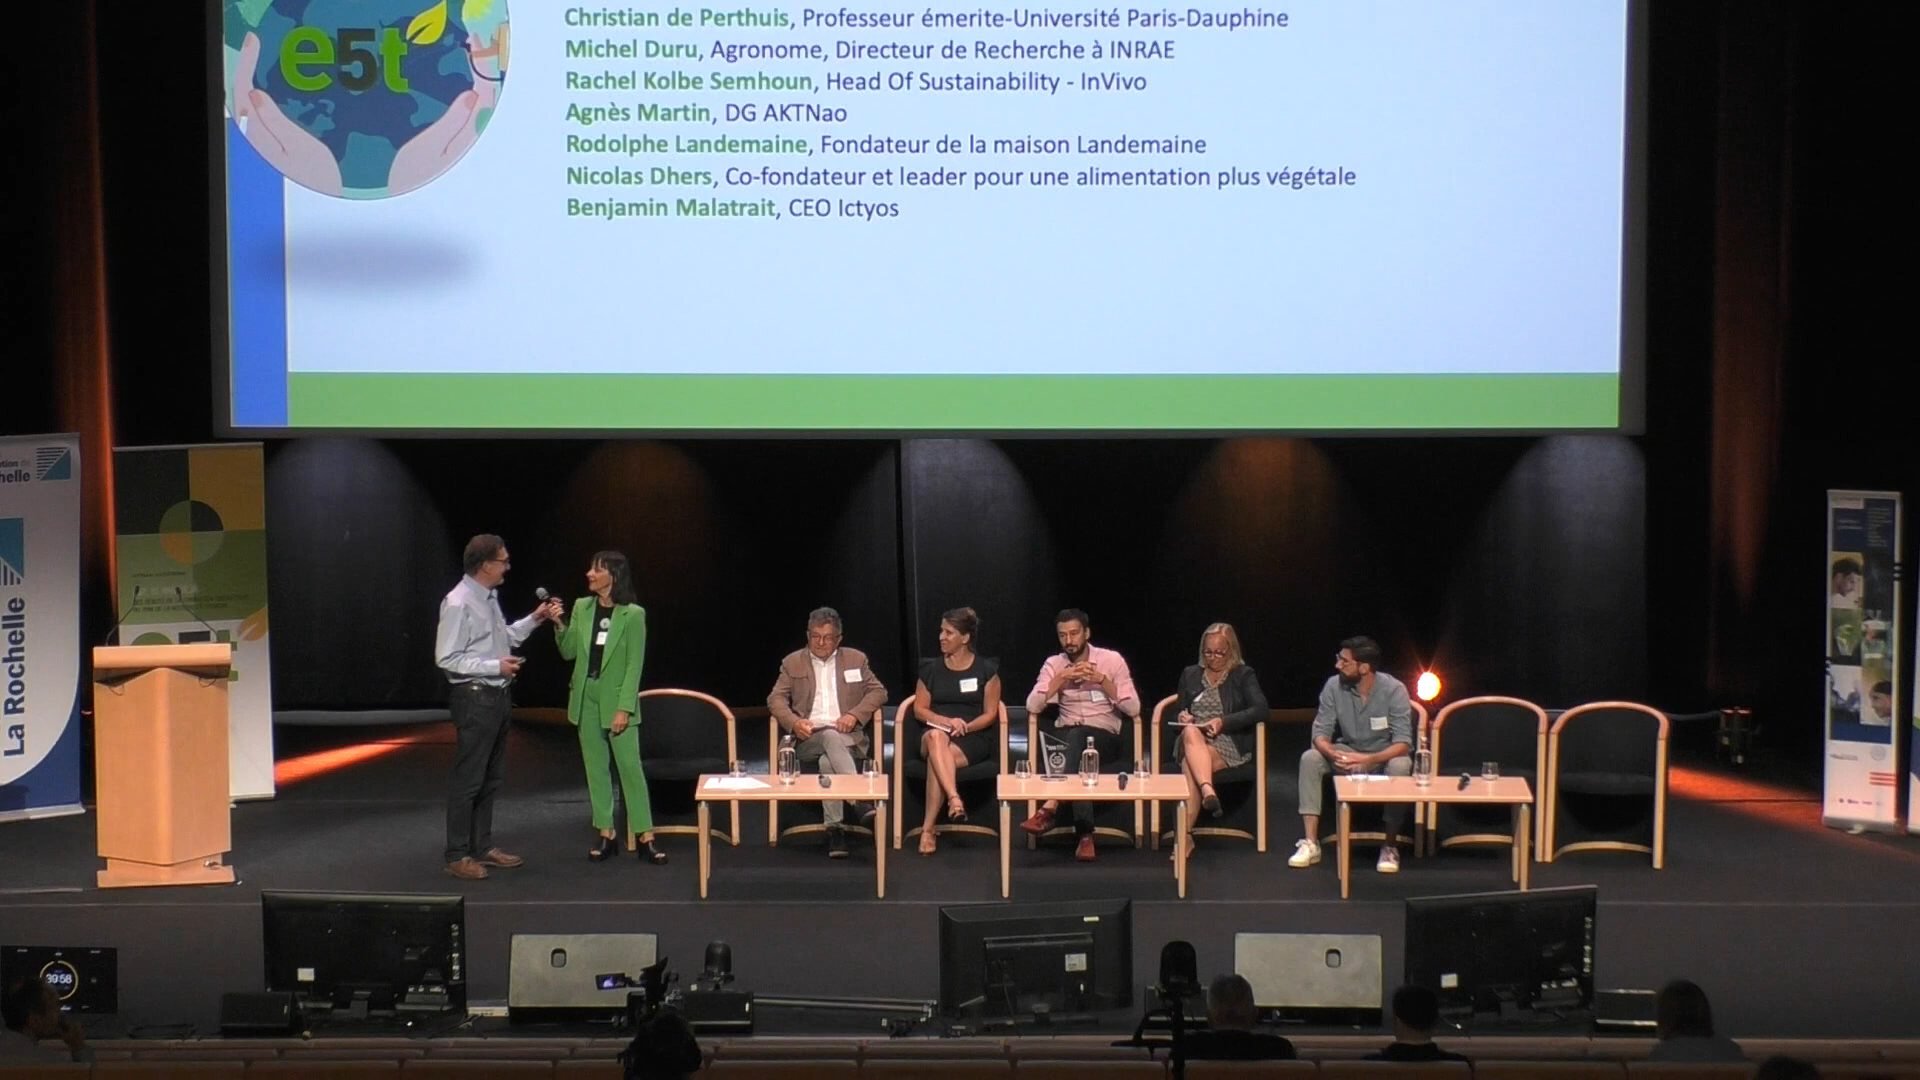 Christian de Perthuis, Professeur émerite-Université Paris-Dauphine
e5t
Michel Duru, Agronome, Directeur de Recherche à INRAE
Rachel Kolbe Semhoun, Head Of Sustainability - InVivo
Agnès Martin, DG AKTNao
Rodolphe Landemaine, Fondateur de la maison Landemaine
Nicolas Dhers, Co-fondateur et leader pour une alimentation plus végétale
Benjamin Malatrait, CEO Ictyos
La Rochelle
39:58